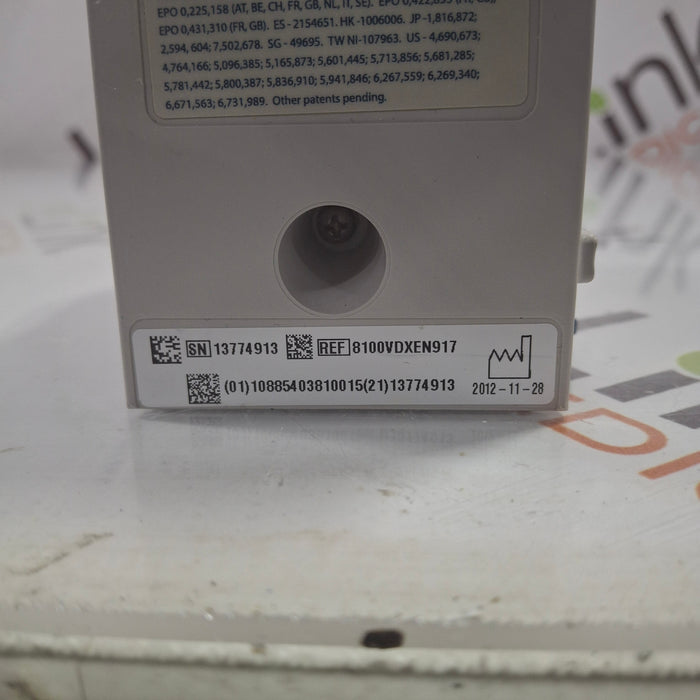 EPO 0,225,158 (AT, BE, CH, FR, GB, NL, IT, SE). EPO 0,422,855 (FR, GB),
EPO 0,431,310 (FR, GB). ES - 2154651. HK -1006006. JP -1,816,872;
2,594,604; 7,502,678. SG - 49695. TW NI-107963. US - 4,690,673;
4,764,166; 5,096,385; 5,165,873; 5,601,445; 5,713,856; 5,681,285;
5,781,442; 5,800,387; 5,836,910; 5,941,846; 6,267,559; 6,269,340;
6,671,563; 6,731,989. Other patents pending.
SN 13774913 REF 8100VDXEN917
(01)10885403810015(21)13774913
2012-11-28
ink